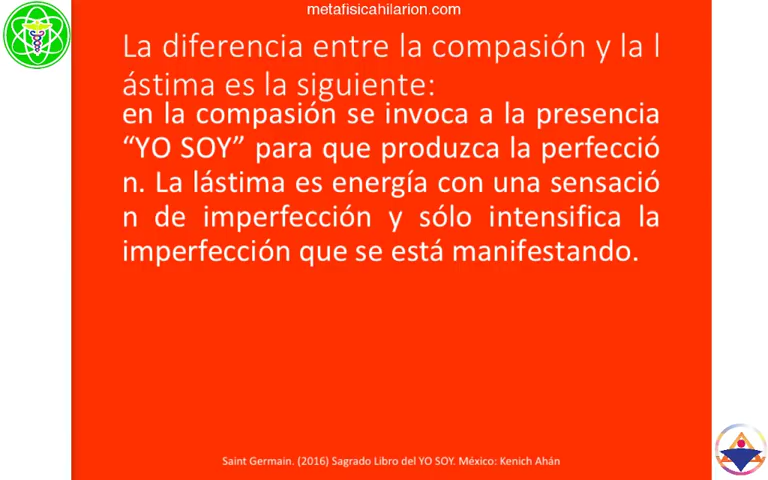 metafisicahilarion.com
La diferencia entre la compasión y la l
ástima es la siguiente:
en la compasión se invoca a la presencia
“YO SOY” para que produzca la perfecció
n. La lástima es energía con una sensació
n de imperfección y sólo intensifica la
imperfección que se está manifestando.
Saint Germain. (2016) Sagrado Libro del YO SOY. México: Kenich Ahán